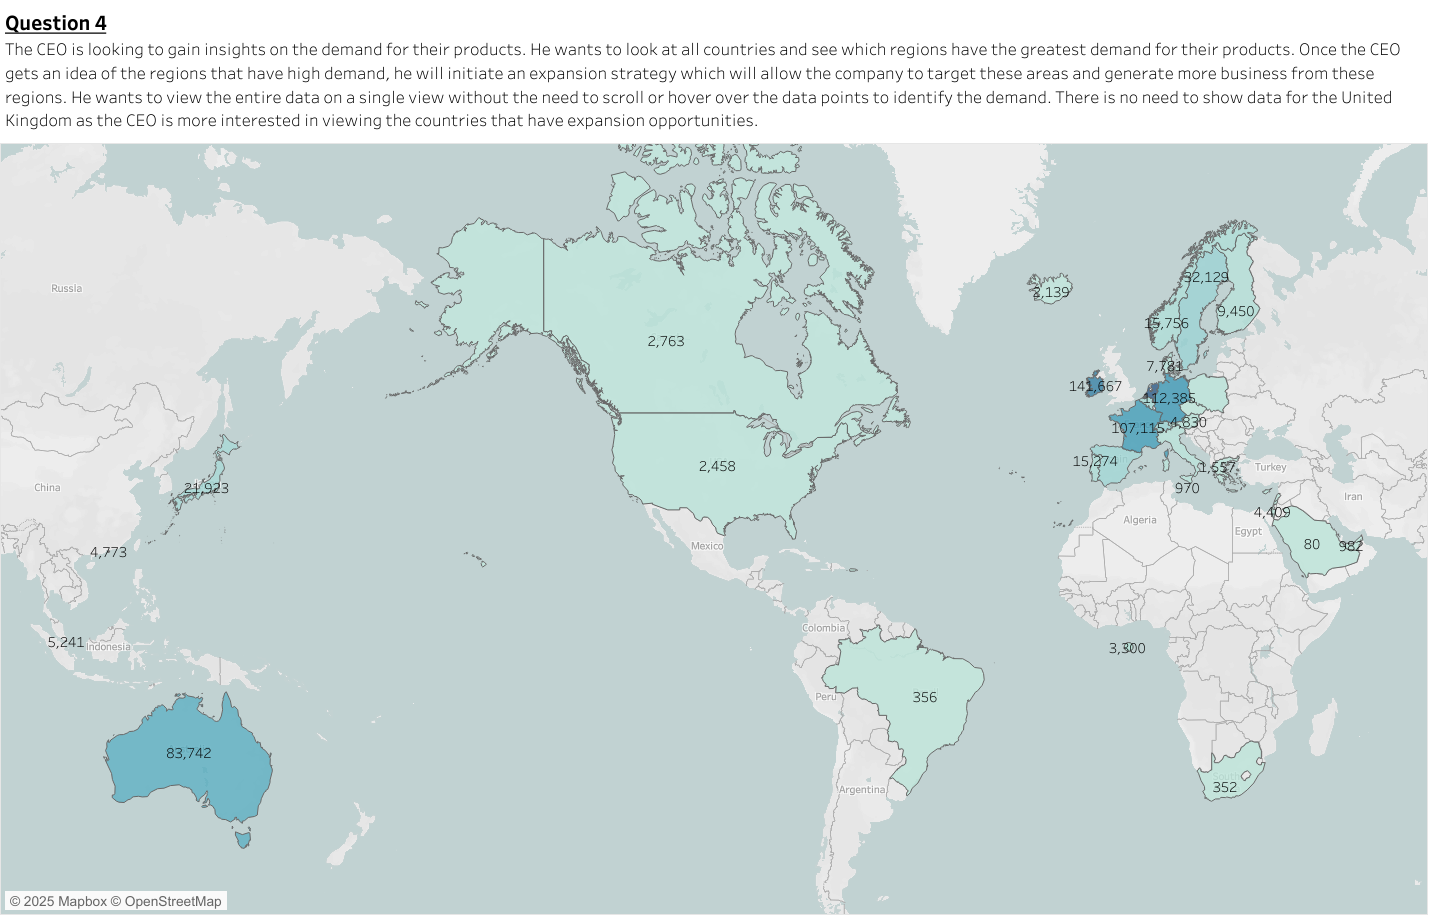 Question 4
The CEO is looking to gain insights on the demand for their products. He wants to look at all countries and see which regions have the greatest demand for their products. Once the CEO
gets an idea of the regions that have high demand, he will initiate an expansion strategy which will allow the company to target these areas and generate more business from these
regions. He wants to view the entire data on a single view without the need to scroll or hover over the data points to identify the demand. There is no need to show data for the United
Kingdom as the CEO is more interested in viewing the countries that have expansion opportunities.
Russia
32,129
2,139
9,450
15,756
2,763
7,781
141,667
112,385
4,830
107,115
15,274
2,458
1,557
Turkey
China
21,923
970
Iran
4,409
Algeria
Egypt
80
982
Mexico
4,773
Colombia
5,241
Indonesia
3,300
Peru
356
83,742
352
Argentina
© 2025 Mapbox © OpenStreetMap